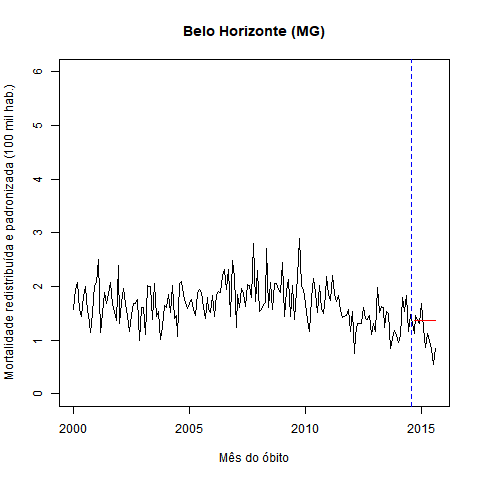 Belo Horizonte (MG)
Mortalidade redistribuída e padronizada (100 mil hab.)
6
5
4
3
2
1
0
2000 2005 2010 2015
Mês do óbito